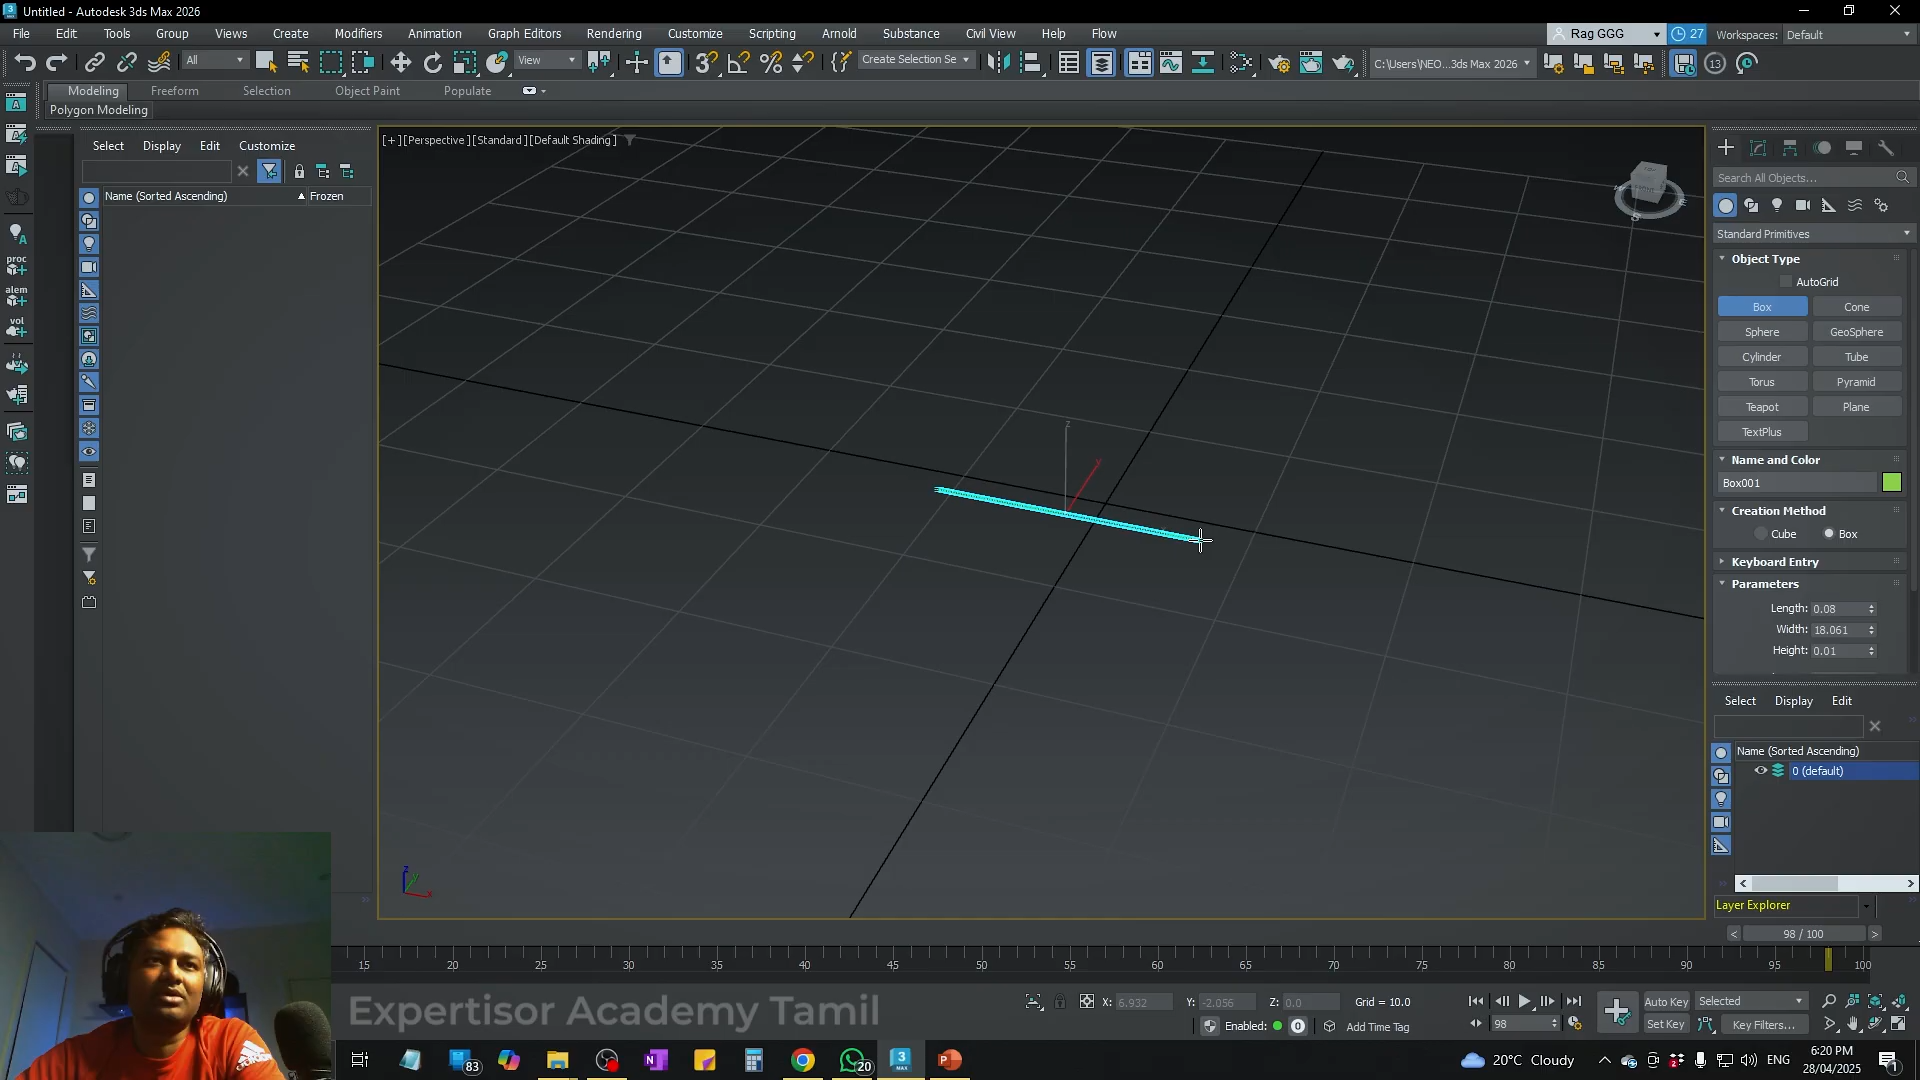 Untitled - Autodesk 3ds Max 2026
File Edit Tools Group Views Create Modifiers Animation Graph Editors Rendering Customize Scripting Arnold Substance Civil View Help Flow
Rag GGG 27 Workspaces: Default
All View Create Selection Se C:\Users\NEO...3ds Max 2026 13
Modeling Freeform Selection Object Paint Populate
Polygon Modeling
Select Display Edit Customize
Name (Sorted Ascending) Frozen
proc
alem
vol
[+][Perspective][Standard][Default Shading]
z
y
Search All Objects...
Standard Primitives
Object Type
AutoGrid
Box Cone
Sphere GeoSphere
Cylinder Tube
Torus Pyramid
Teapot Plane
TextPlus
Name and Color
Box001
Creation Method
Cube Box
Keyboard Entry
Parameters
Length: 0.08
Width: 18.061
Height: 0.01
Select Display Edit
Name (Sorted Ascending)
0 (default)
Layer Explorer
98 / 100
15 20 25 30 35 40 45 50 55 60 65 70 75 80 85 90 95 100
Expertisor Academy Tamil
X: 6.932 Y: -2.056 Z: 0.0 Grid = 10.0
Enabled: 0 Add Time Tag
98
Auto Key Selected
Set Key Key Filters...
83
20
3
MAX
20°C Cloudy
ENG
6:20 PM
28/04/2025
1